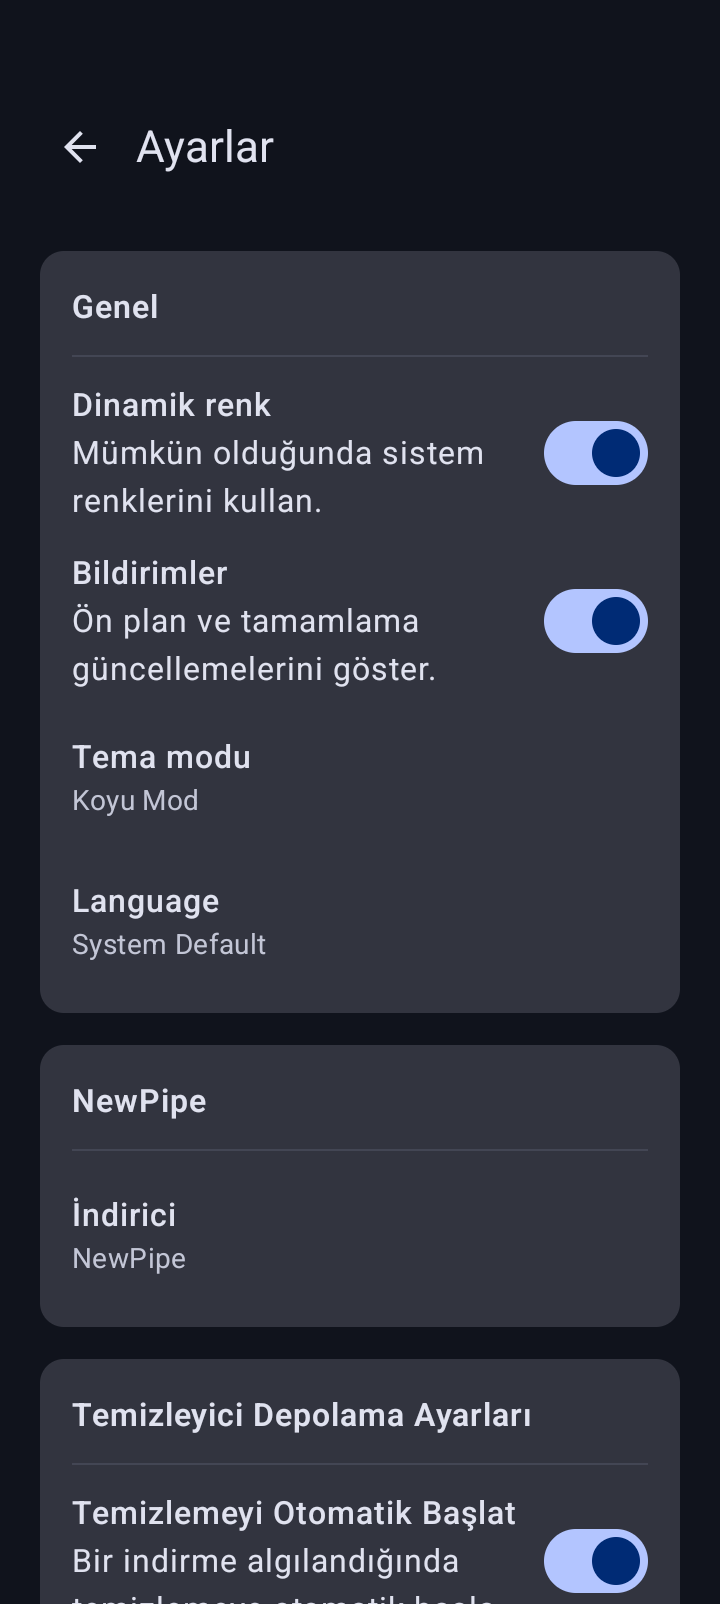 Ayarlar
Genel
Dinamik renk
Mümkün olduğunda sistem
renklerini kullan.
Bildirimler
Ön plan ve tamamlama
güncellemelerini göster.
Tema modu
Koyu Mod
Language
System Default
NewPipe
İndirici
NewPipe
Temizleyici Depolama Ayarları
Temizlemeyi Otomatik Başlat
Bir indirme algılandığında